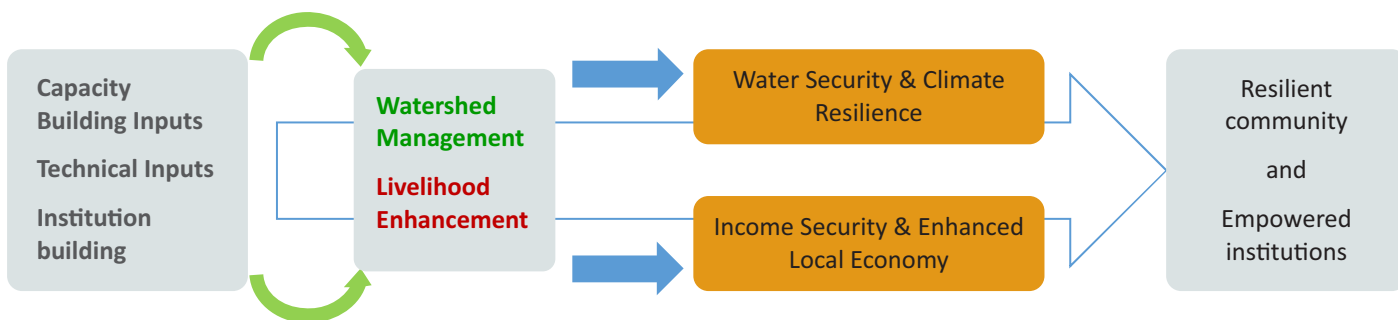 Capacity
Building Inputs
Technical Inputs
Institution
building
Watershed
Management
Livelihood
Enhancement
Water Security & Climate
Resilience
Income Security & Enhanced
Local Economy
Resilient
community
and
Empowered
institutions